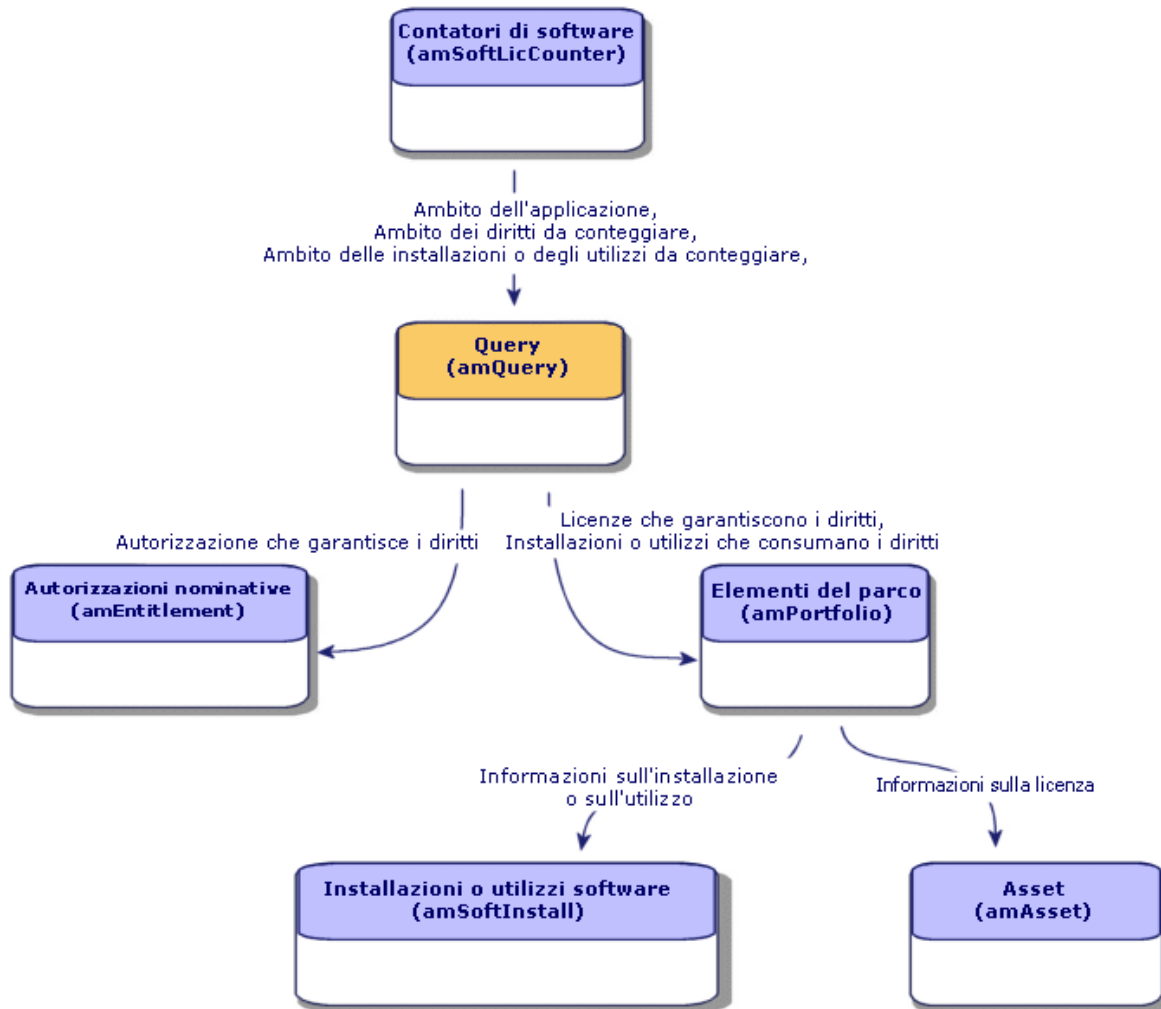 Contatori di software
(amSoftLicCounter)
Ambito dell'applicazione,
Ambito dei diritti da conteggiare,
Ambito delle installazioni o degli utilizzi da conteggiare,
Query
(amQuery)
Autorizzazione che garantisce i diritti
Licenze che garantiscono i diritti,
Installazioni o utilizzi che consumano i diritti
Autorizzazioni nominative
(amEntitlement)
Elementi del parco
(amPortfolio)
Informazioni sull'installazione
o sull'utilizzo
Informazioni sulla licenza
Installazioni o utilizzi software
(amSoftInstall)
Asset
(amAsset)